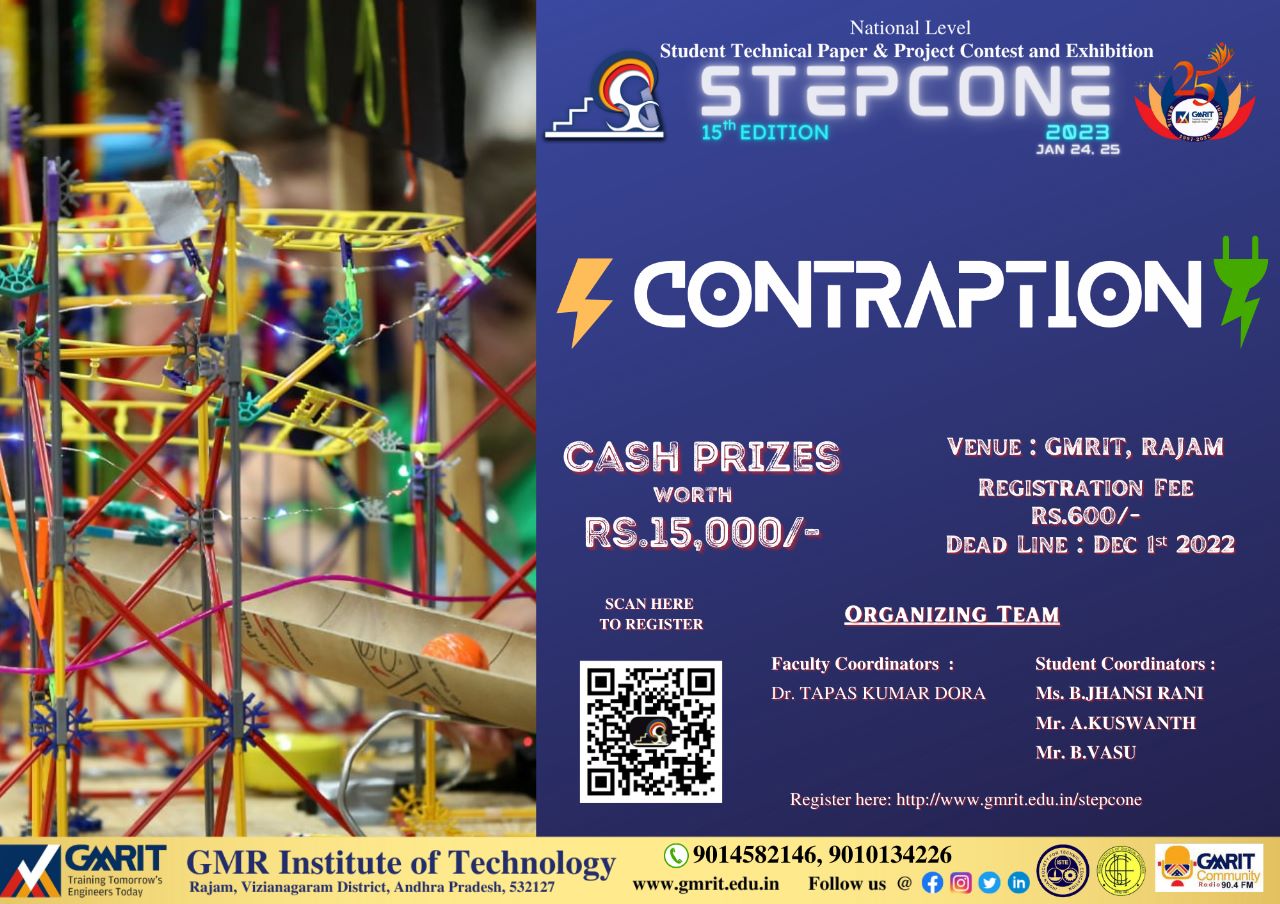 National Level
Student Technical Paper & Project Contest and Exhibition
STEPCONE
15th EDITION
2023
JAN 24, 25
25
GMRIT
CONTRAPTION
CASH PRIZES
WORTH
RS.15,000/-
VENUE : GMRIT, RAJAM
REGISTRATION FEE
RS.600/-
DEAD LINE : DEC 1st 2022
SCAN HERE
TO REGISTER
ORGANIZING TEAM
Faculty Coordinators :
Dr. TAPAS KUMAR DORA
Student Coordinators :
Ms. B.JHANSI RANI
Mr. A.KUSWANTH
Mr. B.VASU
Register here: http://www.gmrit.edu.in/stepcone
GMRIT
Training Tomorrow's
Engineers Today
GMR Institute of Technology
Rajam, Vizianagaram District, Andhra Pradesh, 532127
9014582146, 9010134226
www.gmrit.edu.in Follow us @
ISTE
GMRIT
Community
Radio 90.4 FM